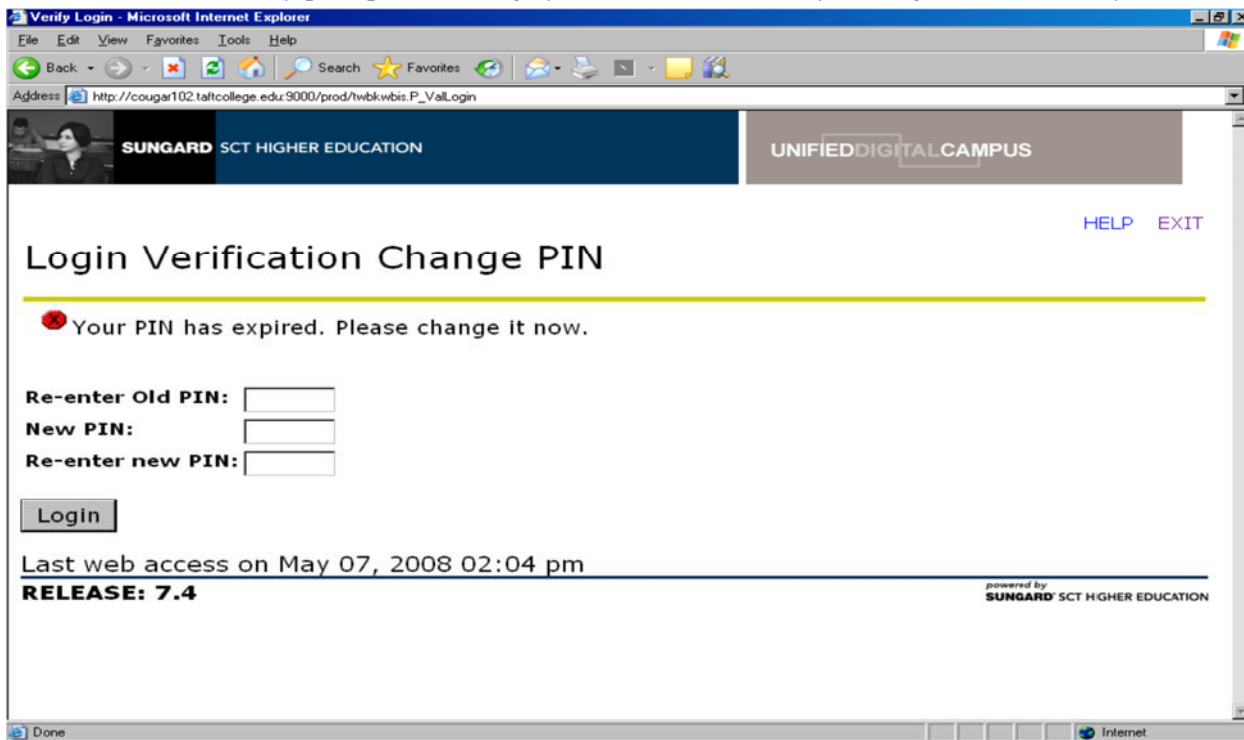 Verify Login - Microsoft Internet Explorer
File Edit View Favorites Tools Help
Back Search Favorites
Address http://cougar102.taftcollege.edu:9000/prod/twbkwbis.P_ValLogin
SUNGARD SCT HIGHER EDUCATION UNIFIEDDIGITALCAMPUS
HELP EXIT
Login Verification Change PIN
Your PIN has expired. Please change it now.
Re-enter Old PIN:
New PIN:
Re-enter new PIN:
Login
Last web access on May 07, 2008 02:04 pm
RELEASE: 7.4
powered by
SUNGARD SCT HIGHER EDUCATION
Done Internet